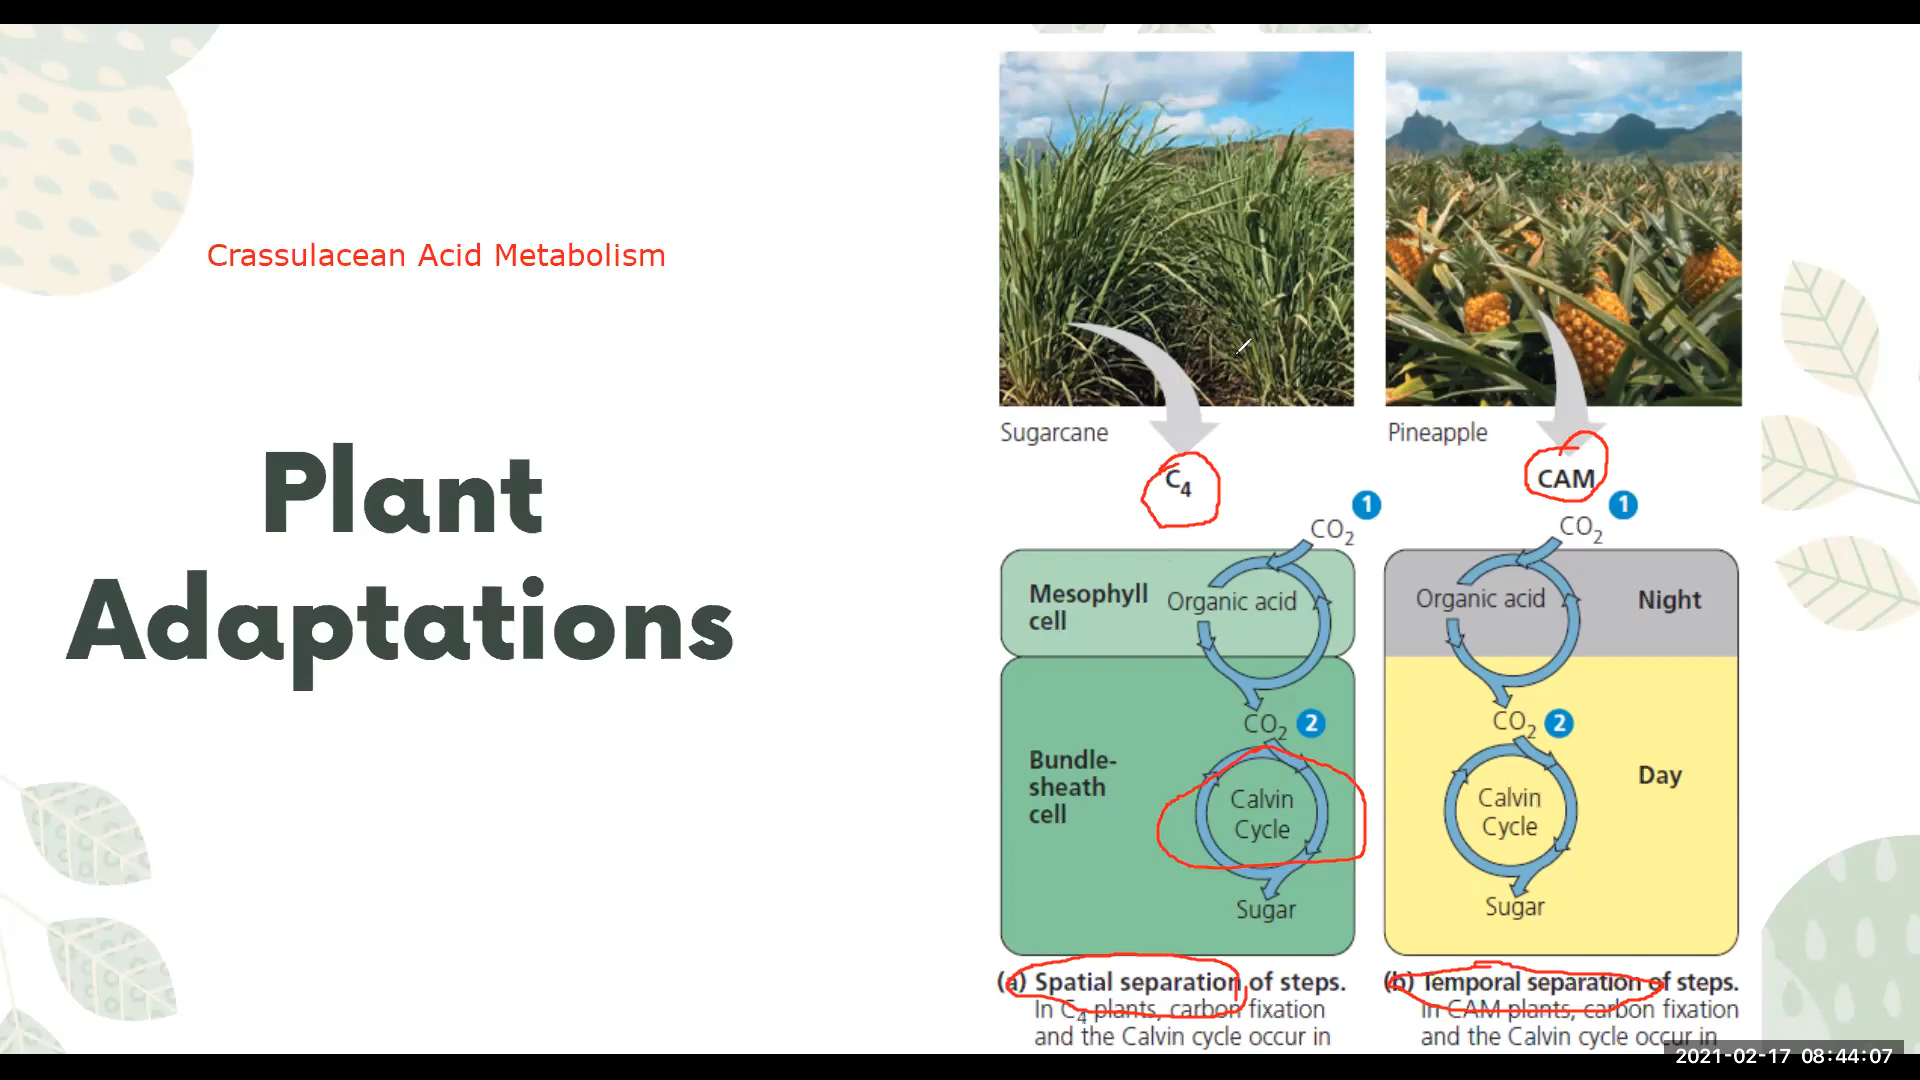 Crassulacean Acid Metabolism
Plant
Adaptations
Sugarcane
C4
1
CO2
Mesophyll
cell
Organic acid
CO2 2
Bundle-
sheath
cell
Calvin
Cycle
Sugar
(a) Spatial separation of steps.
In C4 plants, carbon fixation
and the Calvin cycle occur in
Pineapple
CAM
1
CO2
Organic acid
Night
CO2 2
Day
Calvin
Cycle
Sugar
(b) Temporal separation of steps.
In CAM plants, carbon fixation
and the Calvin cycle occur in
2021-02-17 08:44:07